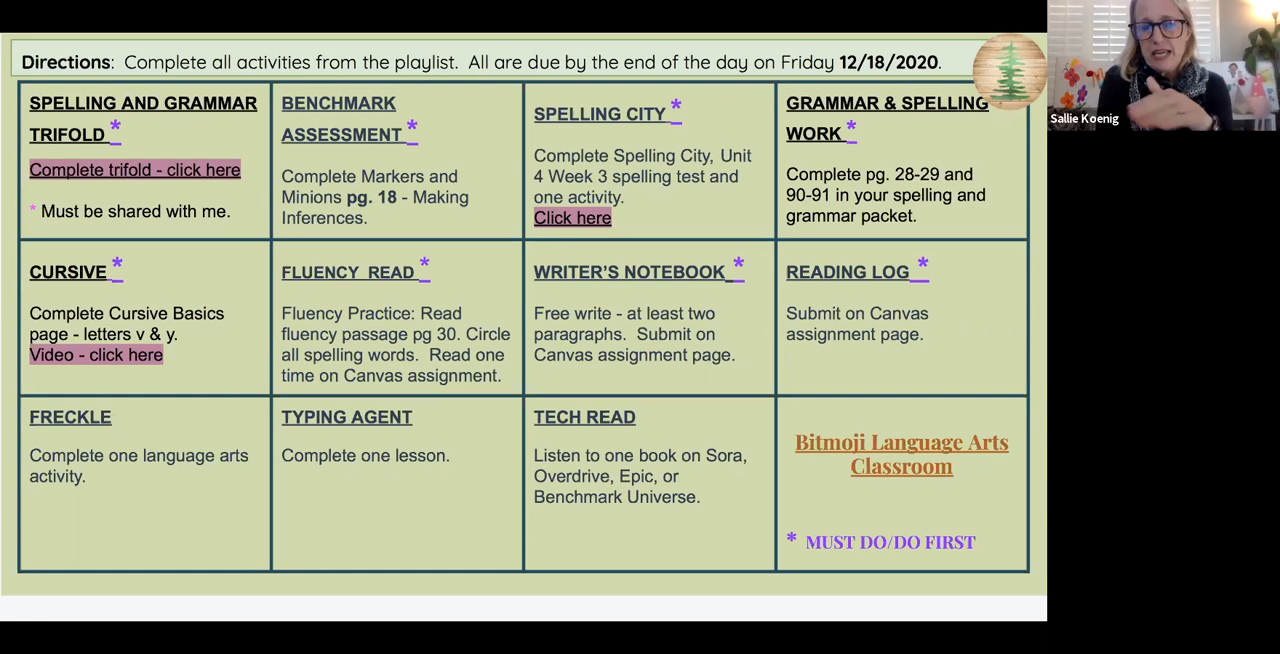 Directions:  Complete all activities from the playlist.  All are due by the end of the day on Friday 12/18/2020.
Sallie Koenig
SPELLING AND GRAMMAR
TRIFOLD *
Complete trifold - click here
* Must be shared with me.
BENCHMARK
ASSESSMENT *
Complete Markers and
Minions pg. 18 - Making
Inferences.
SPELLING CITY *
Complete Spelling City, Unit
4 Week 3 spelling test and
one activity.
Click here
GRAMMAR & SPELLING
WORK *
Complete pg. 28-29 and
90-91 in your spelling and
grammar packet.
CURSIVE *
Complete Cursive Basics
page - letters v & y.
Video - click here
FLUENCY  READ *
Fluency Practice: Read
fluency passage pg 30. Circle
all spelling words.  Read one
time on Canvas assignment.
WRITER’S NOTEBOOK *
Free write - at least two
paragraphs.  Submit on
Canvas assignment page.
READING LOG *
Submit on Canvas
assignment page.
FRECKLE
Complete one language arts
activity.
TYPING AGENT
Complete one lesson.
TECH READ
Listen to one book on Sora,
Overdrive, Epic, or
Benchmark Universe.
Bitmoji Language Arts
Classroom
* MUST DO/DO FIRST